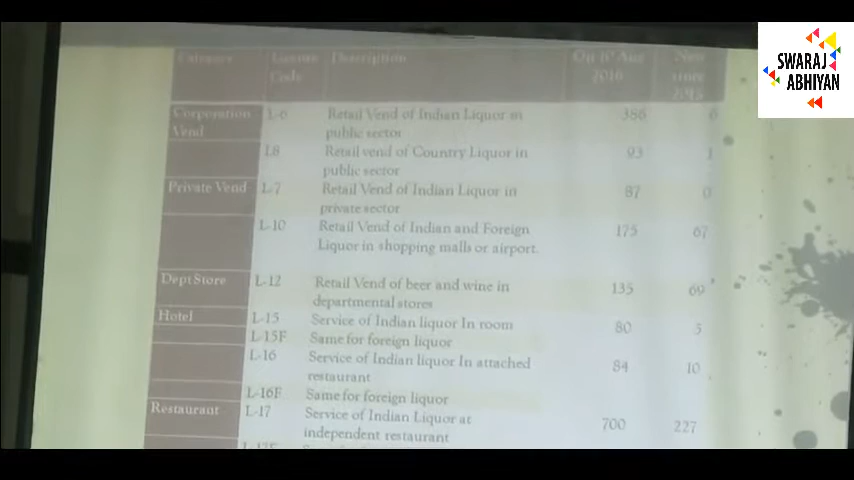 SWARAJ
ABHIYAN
Category License Description On 1st Aug New
Code 2016 store
2015
Corporation L-6 Retail Vend of Indian Liquor in 386 6
Vend public sector
L8 Retail vend of Country Liquor in 93 1
public sector
Private Vend L-7 Retail Vend of Indian Liquor in 87 0
private sector
L-10 Retail Vend of Indian and Foreign 175 67
Liquor in shopping malls or airport.
Dept Store L-12 Retail Vend of beer and wine in 135 69
departmental stores
Hotel L-15 Service of Indian liquor In room 80 5
L-15F Same for foreign liquor
L-16 Service of Indian liquor In attached 84 10
restaurant
L-16F Same for foreign liquor
Restaurant L-17 Service of Indian Liquor at 700 227
independent restaurant